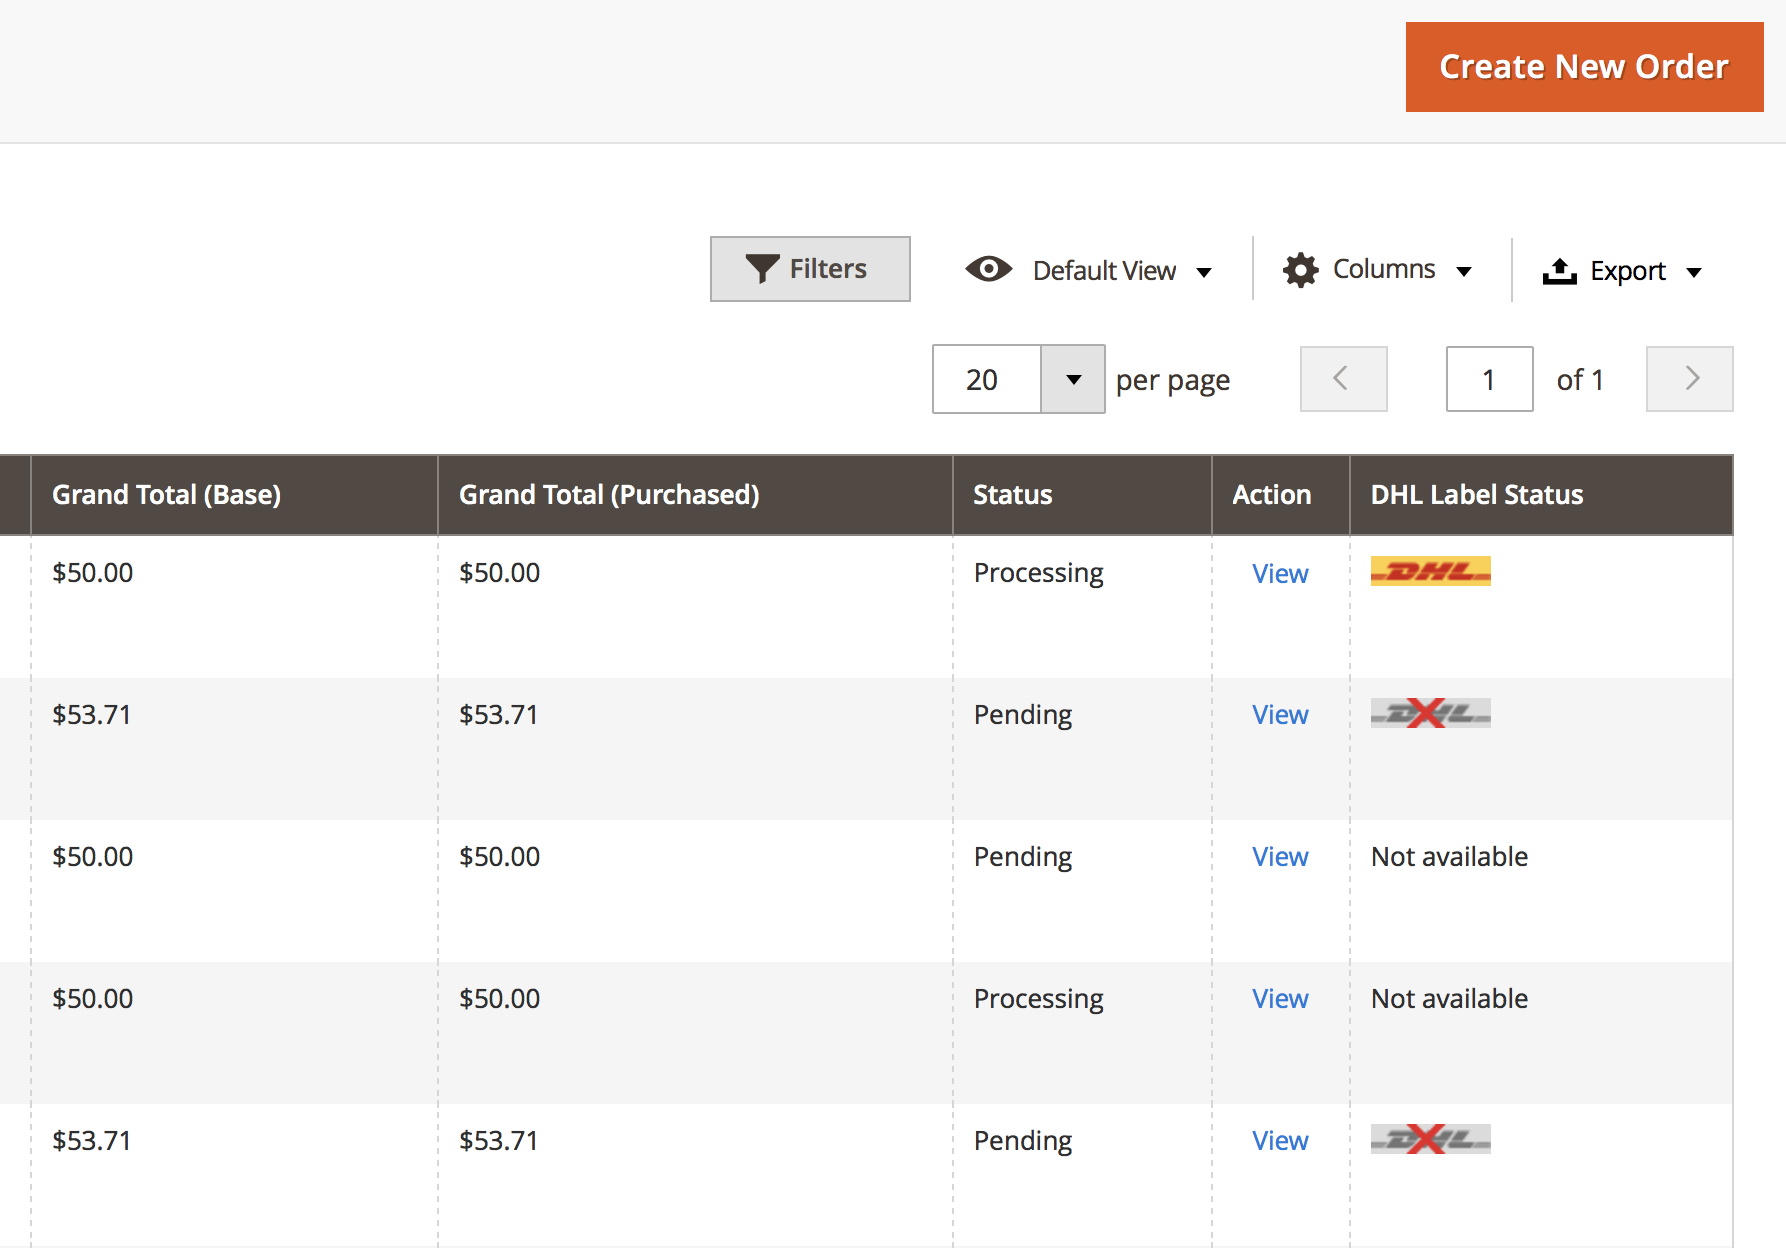 Create New Order
Filters Default View Columns Export
20 per page 1 of 1
Grand Total (Base) Grand Total (Purchased) Status Action DHL Label Status
$50.00 $50.00 Processing View DHL
$53.71 $53.71 Pending View DHL
$50.00 $50.00 Pending View Not available
$50.00 $50.00 Processing View Not available
$53.71 $53.71 Pending View DHL